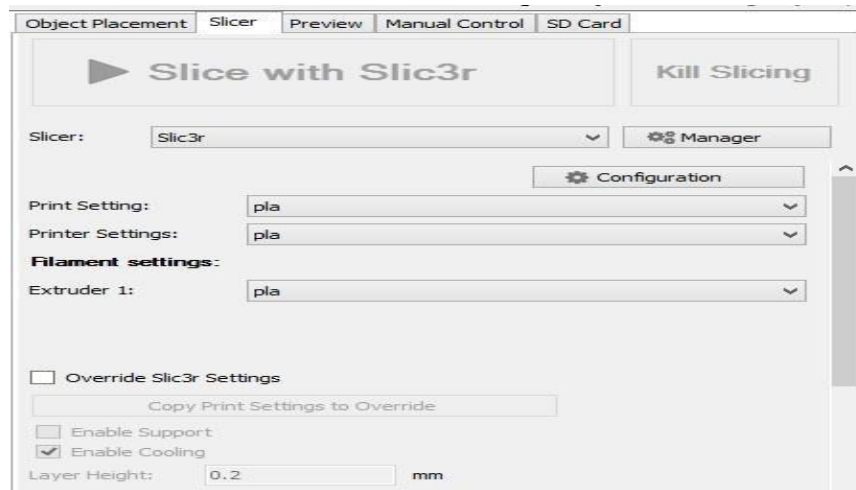 Object Placement Slicer Preview Manual Control SD Card
Slice with Slic3r Kill Slicing
Slicer: Slic3r Manager
Configuration
Print Setting: pla
Printer Settings: pla
Filament settings:
Extruder 1: pla
Override Slic3r Settings
Copy Print Settings to Override
Enable Support
Enable Cooling
Layer Height: 0.2 mm